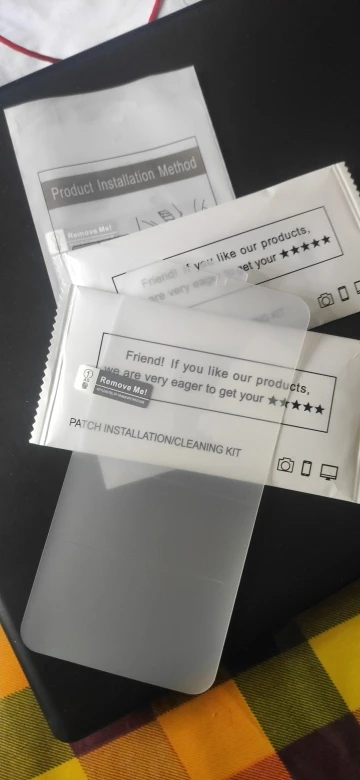 Product Installation Method
Remove Me!
Friend! If you like our products,
we are very eager to get your ★★★★★
Friend! If you like our products,
we are very eager to get your ★★★★★
1
Remove Me!
PATCH INSTALLATION/CLEANING KIT